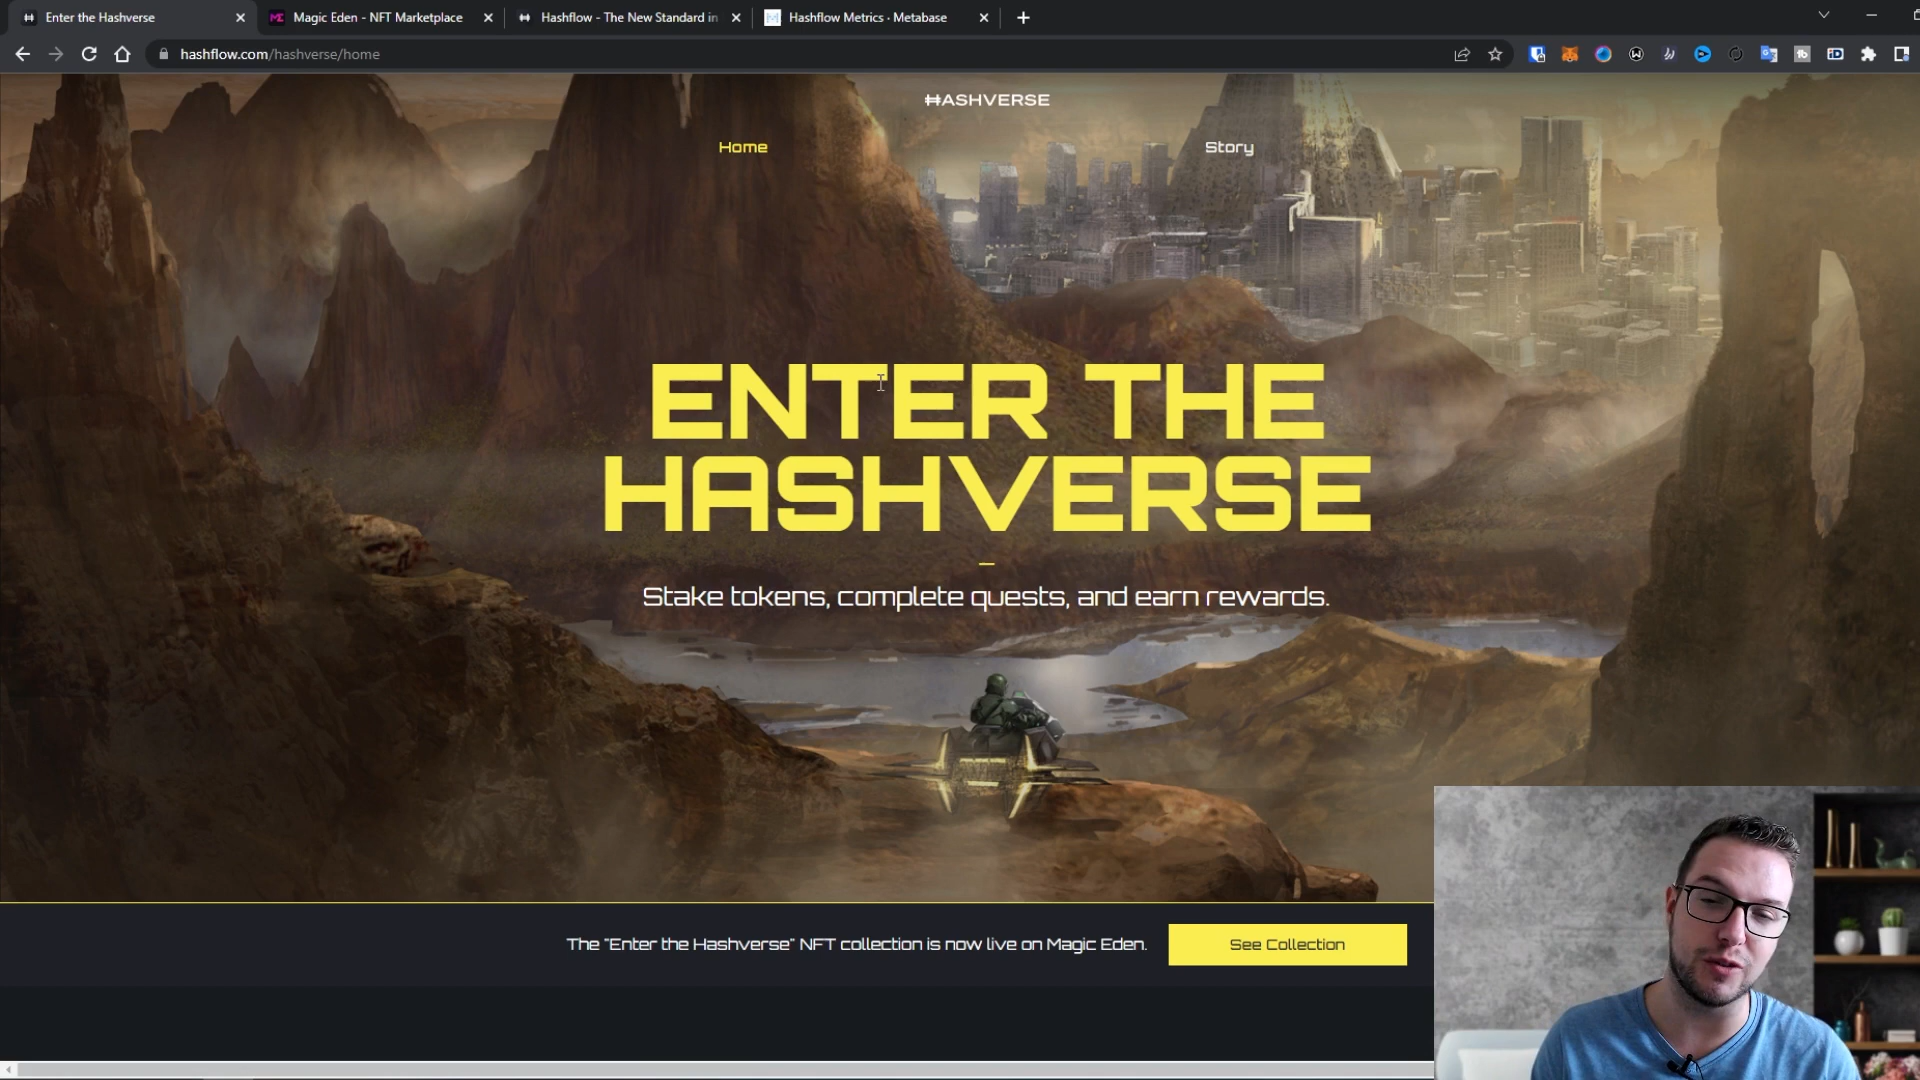 Enter the Hashverse
Magic Eden - NFT Marketplace
Hashflow - The New Standard in
Hashflow Metrics · Metabase
hashflow.com/hashverse/home
HASHVERSE
Home
Story
ENTER THE
HASHVERSE
Stake tokens, complete quests, and earn rewards.
The "Enter the Hashverse" NFT collection is now live on Magic Eden.
See Collection